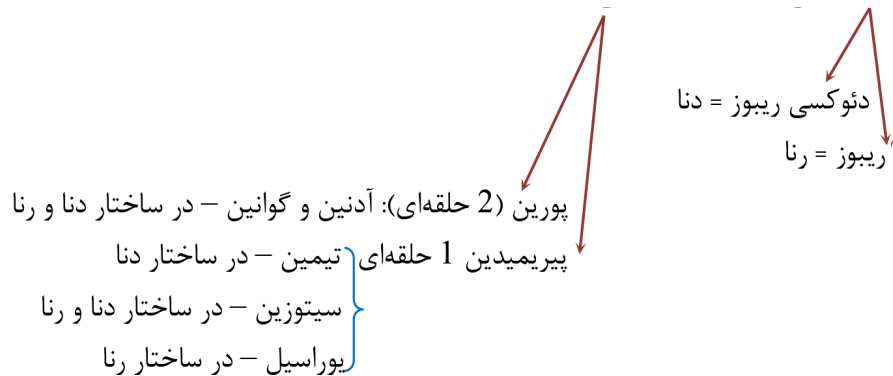 دئوکسی ریبوز = دنا
ریبوز = رنا
پورین (2 حلقه‌ای): آدنین و گوانین – در ساختار دنا و رنا
پیریمیدین 1 حلقه‌ای تیمین – در ساختار دنا
سیتوزین – در ساختار دنا و رنا
یوراسیل – در ساختار رنا